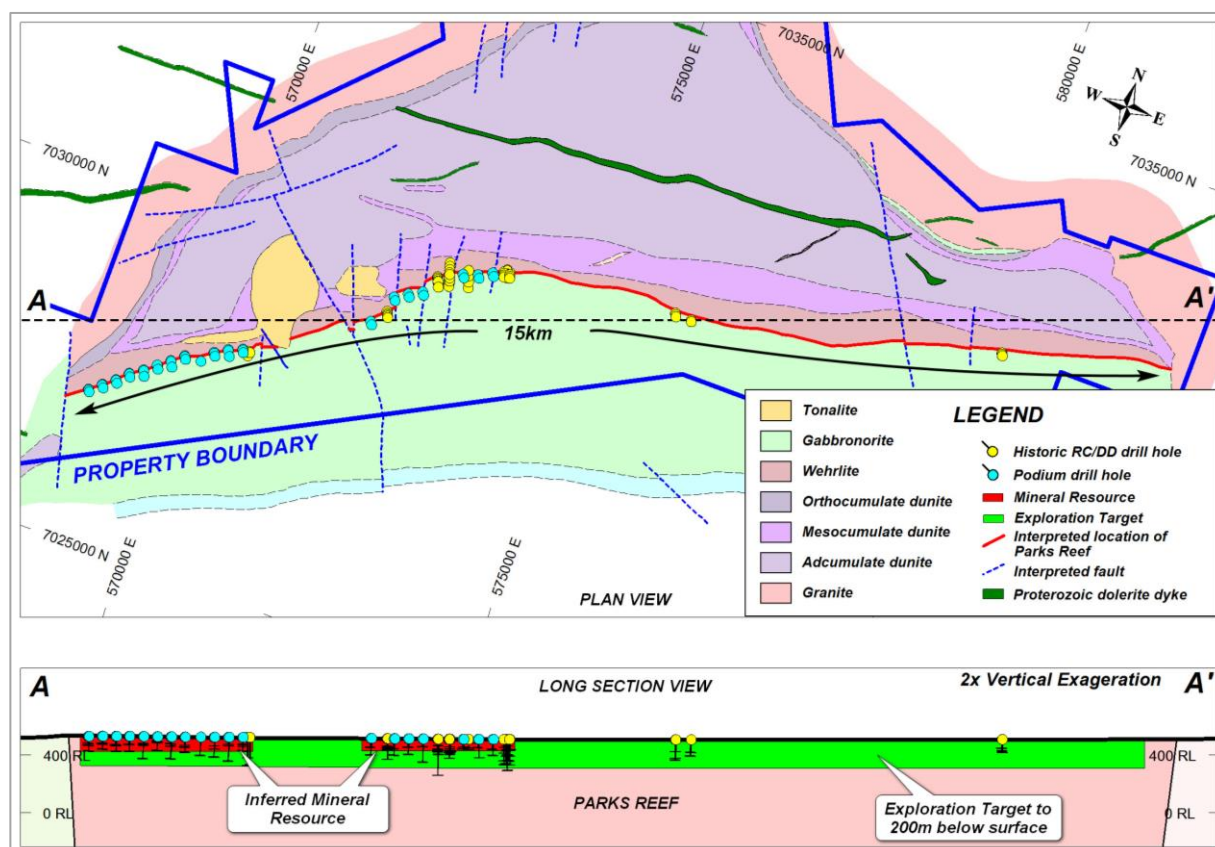 570000 E
575000 E
7035000 N
580000 E
N
W
E
S
7030000 N
7035000 N
A
A'
15km
PROPERTY BOUNDARY
7025000 N
570000 E
575000 E
PLAN VIEW
LEGEND
Tonalite
Gabbronorite
Wehrlite
Orthocumulate dunite
Mesocumulate dunite
Adcumulate dunite
Granite
Historic RC/DD drill hole
Podium drill hole
Mineral Resource
Exploration Target
Interpreted location of
Parks Reef
Interpreted fault
Proterozoic dolerite dyke
A
LONG SECTION VIEW
2x Vertical Exageration
A'
400 RL
400 RL
Inferred Mineral
Resource
PARKS REEF
Exploration Target to
200m below surface
0 RL
0 RL